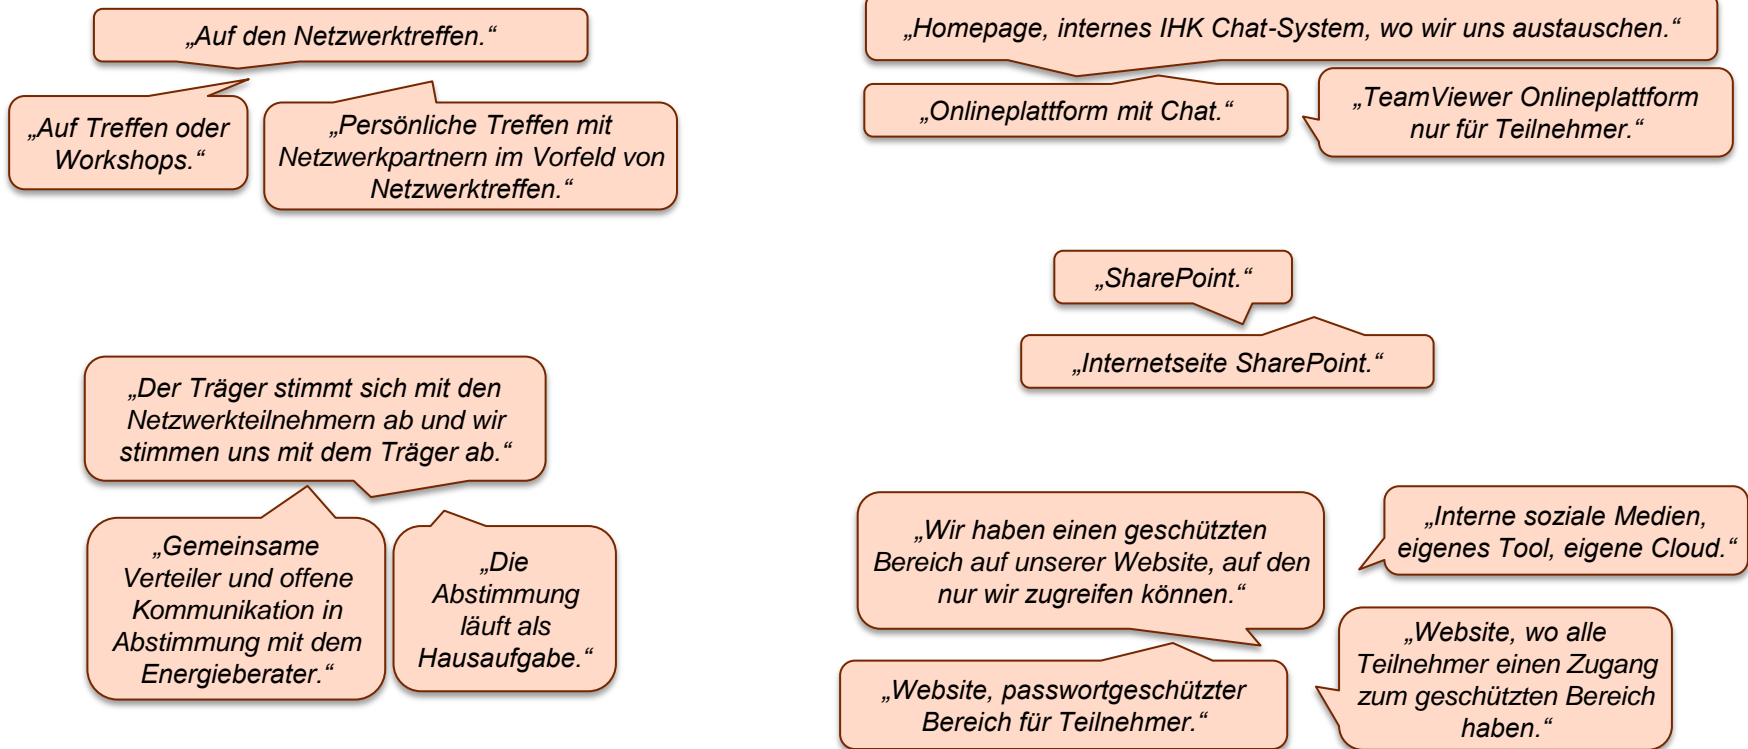 „Auf den Netzwerktreffen.“
„Auf Treffen oder
Workshops.“
„Persönliche Treffen mit
Netzwerkpartnern im Vorfeld von
Netzwerktreffen.“
„Homepage, internes IHK Chat-System, wo wir uns austauschen.“
„Onlineplattform mit Chat.“
„TeamViewer Onlineplattform
nur für Teilnehmer.“
„SharePoint.“
„Internetseite SharePoint.“
„Der Träger stimmt sich mit den
Netzwerkteilnehmern ab und wir
stimmen uns mit dem Träger ab.“
„Gemeinsame
Verteiler und offene
Kommunikation in
Abstimmung mit dem
Energieberater.“
„Die
Abstimmung
läuft als
Hausaufgabe.“
„Wir haben einen geschützten
Bereich auf unserer Website, auf den
nur wir zugreifen können.“
„Interne soziale Medien,
eigenes Tool, eigene Cloud.“
„Website, passwortgeschützter
Bereich für Teilnehmer.“
„Website, wo alle
Teilnehmer einen Zugang
zum geschützten Bereich
haben.“